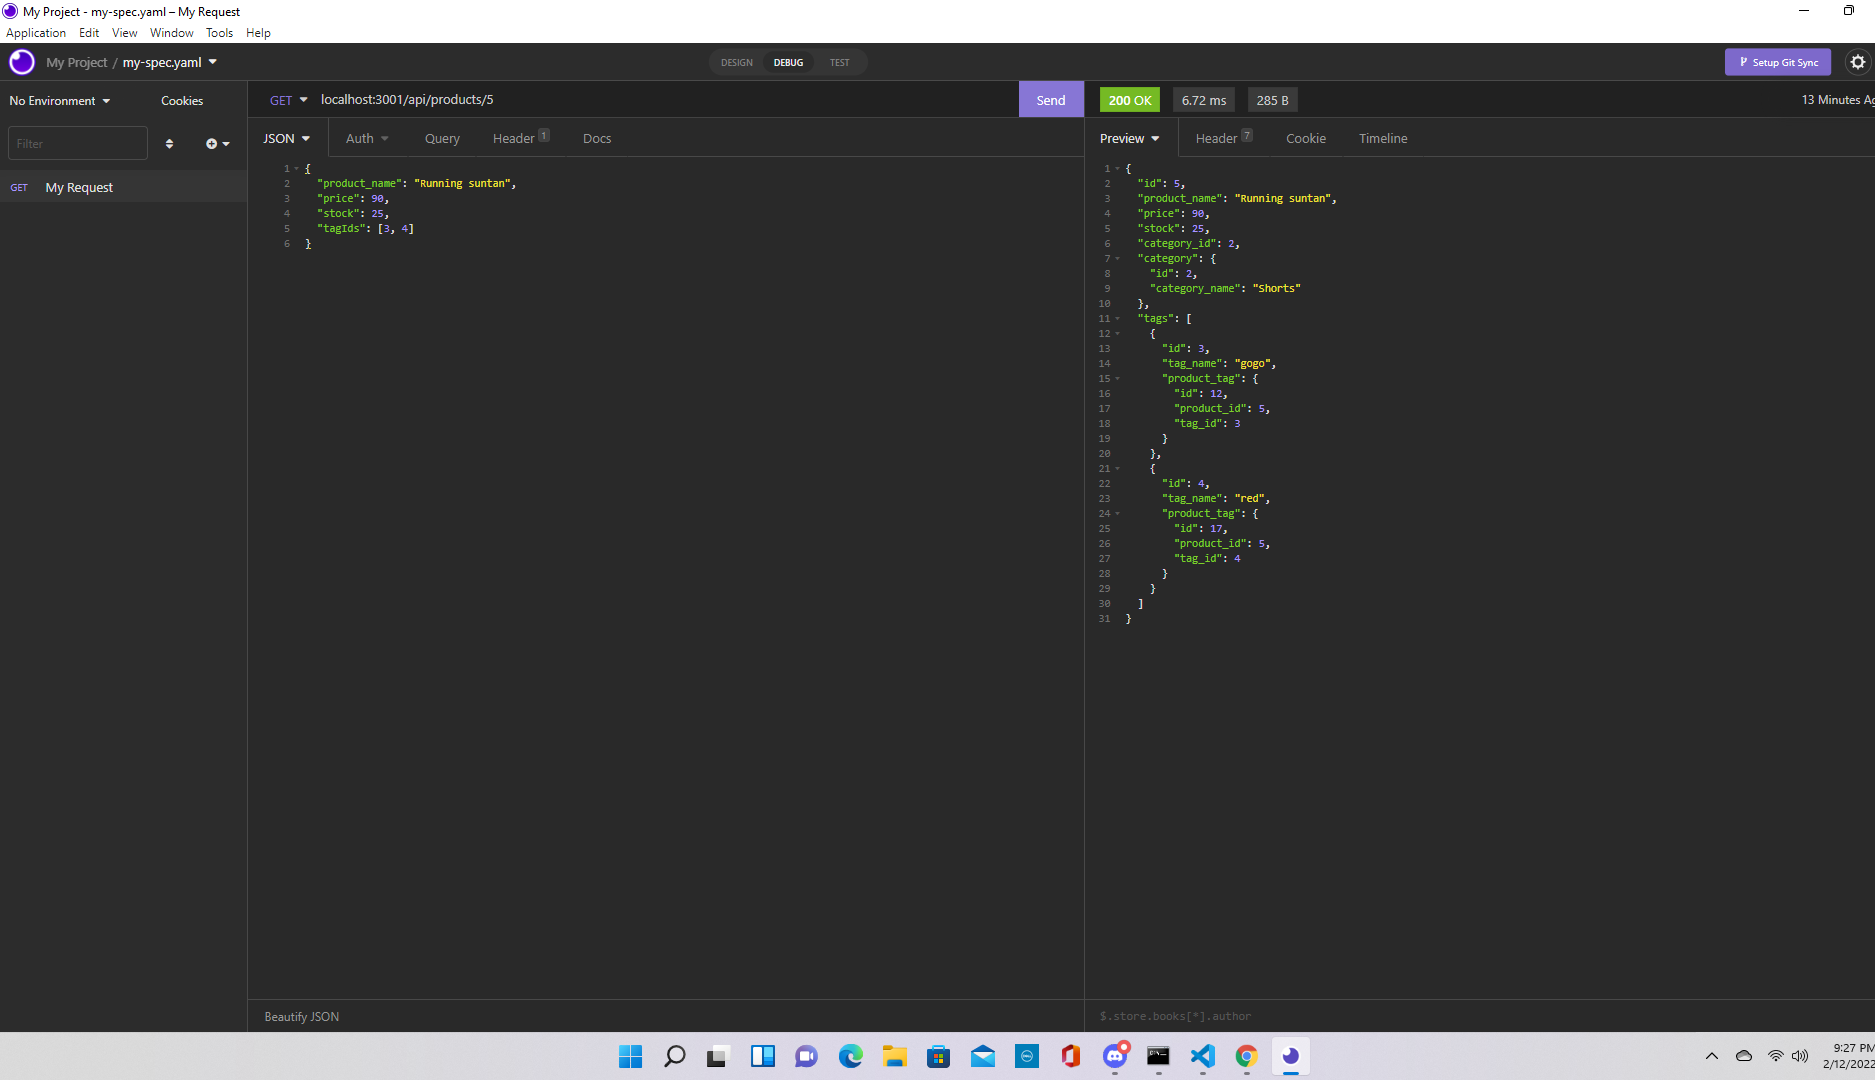 My Project - my-spec.yaml – My Request
Application Edit View Window Tools Help
My Project / my-spec.yaml
DESIGN DEBUG TEST
Setup Git Sync
No Environment Cookies
GET localhost:3001/api/products/5 Send
200 OK 6.72 ms 285 B 13 Minutes Ag
Filter
JSON Auth Query Header 1 Docs
Preview Header 7 Cookie Timeline
GET My Request
1 {
2 "product_name": "Running suntan",
3 "price": 90,
4 "stock": 25,
5 "tagIds": [3, 4]
6 }
1 {
2 "id": 5,
3 "product_name": "Running suntan",
4 "price": 90,
5 "stock": 25,
6 "category_id": 2,
7 "category": {
8 "id": 2,
9 "category_name": "Shorts"
10 },
11 "tags": [
12 {
13 "id": 3,
14 "tag_name": "gogo",
15 "product_tag": {
16 "id": 12,
17 "product_id": 5,
18 "tag_id": 3
19 }
20 },
21 {
22 "id": 4,
23 "tag_name": "red",
24 "product_tag": {
25 "id": 17,
26 "product_id": 5,
27 "tag_id": 4
28 }
29 }
30 ]
31 }
Beautify JSON
$.store.books[*].author
9:27 PM
2/12/2022